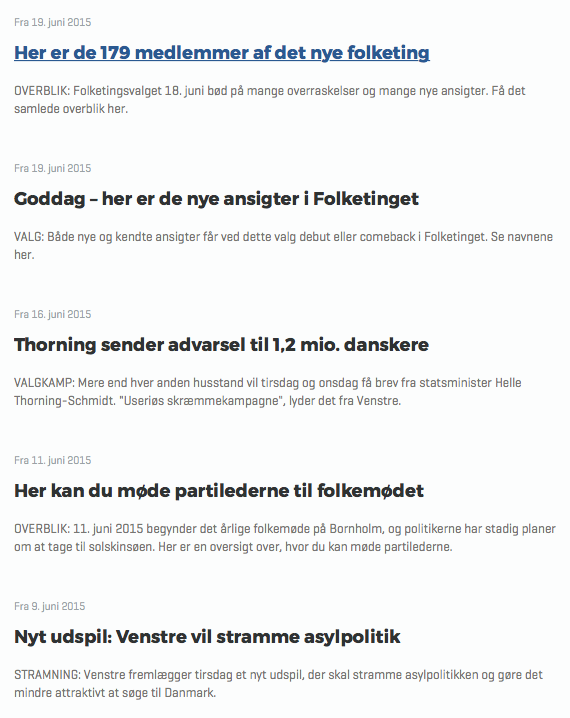 Fra 19. juni 2015
Her er de 179 medlemmer af det nye folketing
OVERBLIK: Folketingsvalget 18. juni bød på mange overraskelser og mange nye ansigter. Få det
samlede overblik her.
Fra 19. juni 2015
Goddag – her er de nye ansigter i Folketinget
VALG: Både nye og kendte ansigter får ved dette valg debut eller comeback i Folketinget. Se navnene
her.
Fra 16. juni 2015
Thorning sender advarsel til 1,2 mio. danskere
VALGKAMP: Mere end hver anden husstand vil tirsdag og onsdag få brev fra statsminister Helle
Thorning-Schmidt. "Useriøs skræmmekampagne", lyder det fra Venstre.
Fra 11. juni 2015
Her kan du møde partilederne til folkemødet
OVERBLIK: 11. juni 2015 begynder det årlige folkemøde på Bornholm, og politikerne har stadig planer
om at tage til solskinsøen. Her er en oversigt over, hvor du kan møde partilederne.
Fra 9. juni 2015
Nyt udspil: Venstre vil stramme asylpolitik
STRAMNING: Venstre fremlægger tirsdag et nyt udspil, der skal stramme asylpolitikken og gøre det
mindre attraktivt at søge til Danmark.